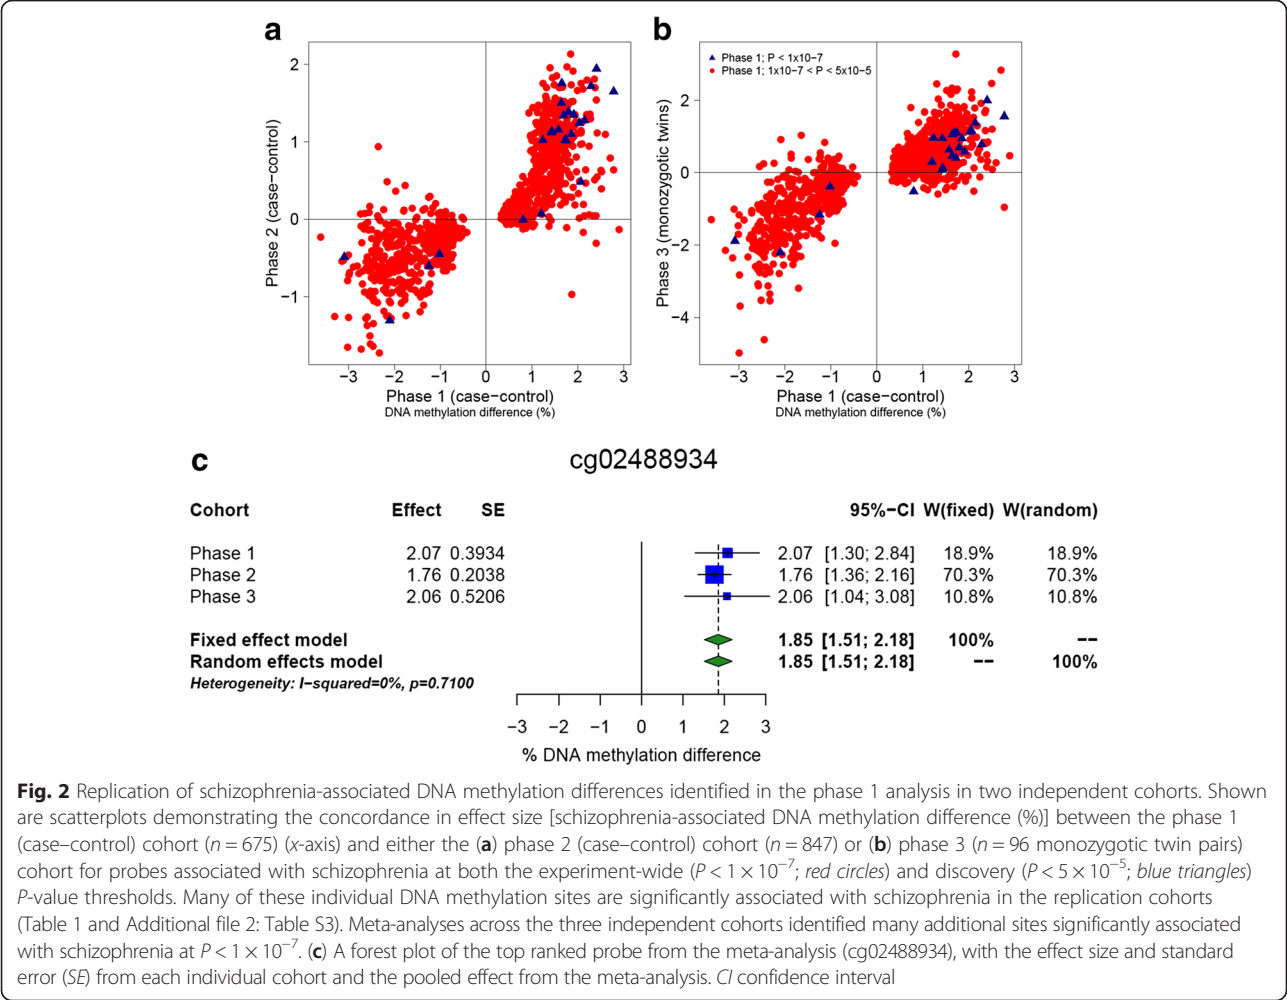 a
b
2
1
0
−1
Phase 2 (case−control)
−3 −2 −1 0 1 2 3
Phase 1 (case−control)
DNA methylation difference (%)
Phase 1; P < 1x10−7
Phase 1; 1x10−7 < P < 5x10−5
2
0
−2
−4
Phase 3 (monozygotic twins)
−3 −2 −1 0 1 2 3
Phase 1 (case−control)
DNA methylation difference (%)
c
cg02488934
Cohort Effect SE 95%−CI W(fixed) W(random)
Phase 1 2.07 0.3934 2.07 [1.30; 2.84] 18.9% 18.9%
Phase 2 1.76 0.2038 1.76 [1.36; 2.16] 70.3% 70.3%
Phase 3 2.06 0.5206 2.06 [1.04; 3.08] 10.8% 10.8%
Fixed effect model 1.85 [1.51; 2.18] 100% −−
Random effects model 1.85 [1.51; 2.18] −− 100%
Heterogeneity: I−squared=0%, p=0.7100
−3 −2 −1 0 1 2 3
% DNA methylation difference
Fig. 2 Replication of schizophrenia-associated DNA methylation differences identified in the phase 1 analysis in two independent cohorts. Shown
are scatterplots demonstrating the concordance in effect size [schizophrenia-associated DNA methylation difference (%)] between the phase 1
(case–control) cohort (n = 675) (x-axis) and either the (a) phase 2 (case–control) cohort (n = 847) or (b) phase 3 (n = 96 monozygotic twin pairs)
cohort for probes associated with schizophrenia at both the experiment-wide (P < 1 × 10⁻⁷; red circles) and discovery (P < 5 × 10⁻⁵; blue triangles)
P-value thresholds. Many of these individual DNA methylation sites are significantly associated with schizophrenia in the replication cohorts
(Table 1 and Additional file 2: Table S3). Meta-analyses across the three independent cohorts identified many additional sites significantly associated
with schizophrenia at P < 1 × 10⁻⁷. (c) A forest plot of the top ranked probe from the meta-analysis (cg02488934), with the effect size and standard
error (SE) from each individual cohort and the pooled effect from the meta-analysis. CI confidence interval